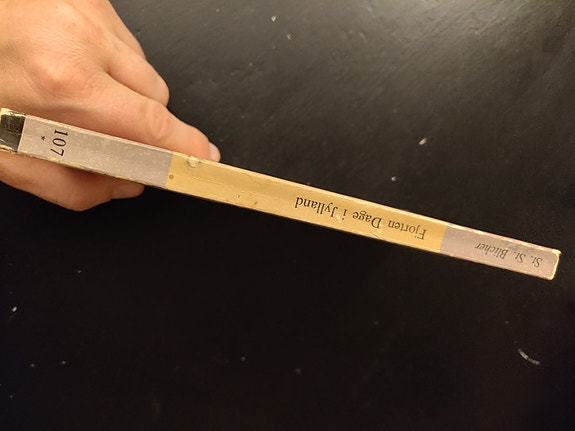 St. St. Blicher
Fjorten Dage i Jylland
107
*